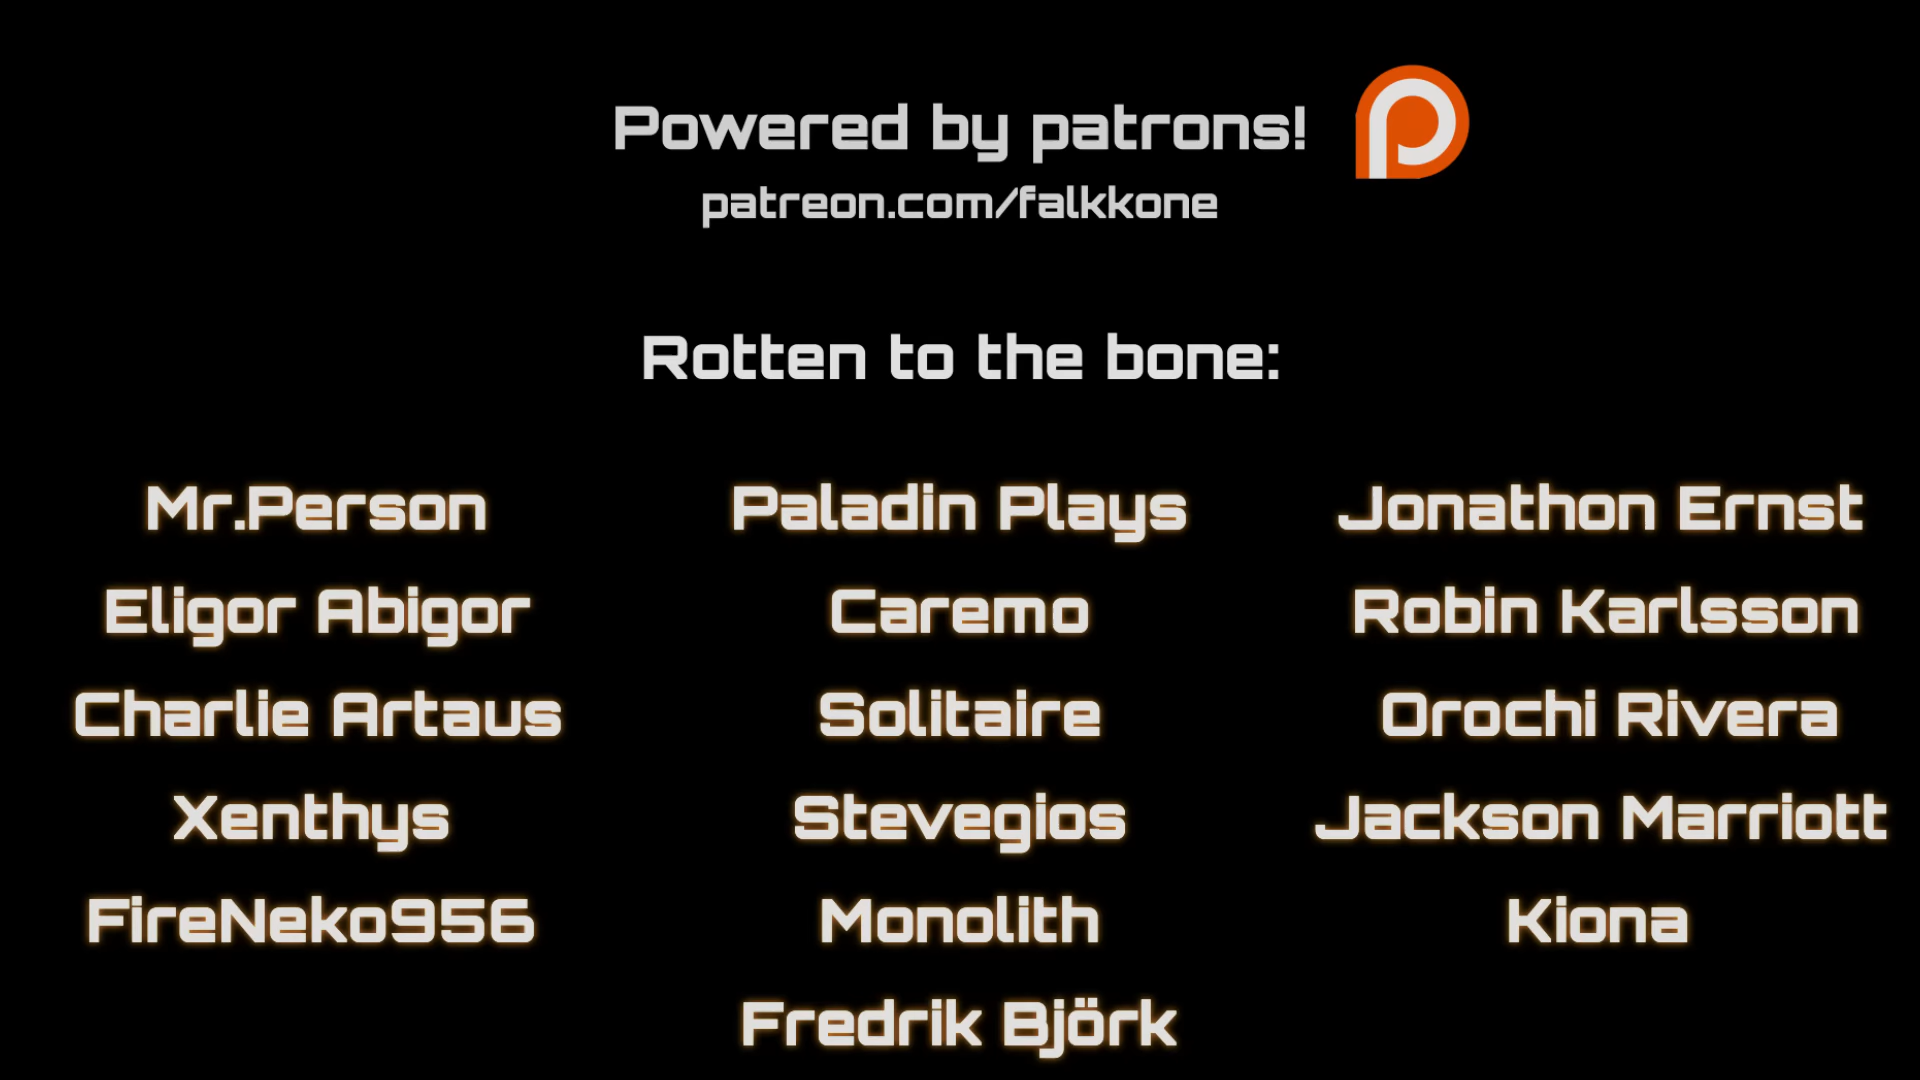 Powered by patrons!
patreon.com/falkkone
Rotten to the bone:
Mr.Person
Paladin Plays
Jonathon Ernst
Eligor Abigor
Caremo
Robin Karlsson
Charlie Artaus
Solitaire
Orochi Rivera
Xenthys
Stevegios
Jackson Marriott
FireNeko956
Monolith
Kiona
Fredrik Björk